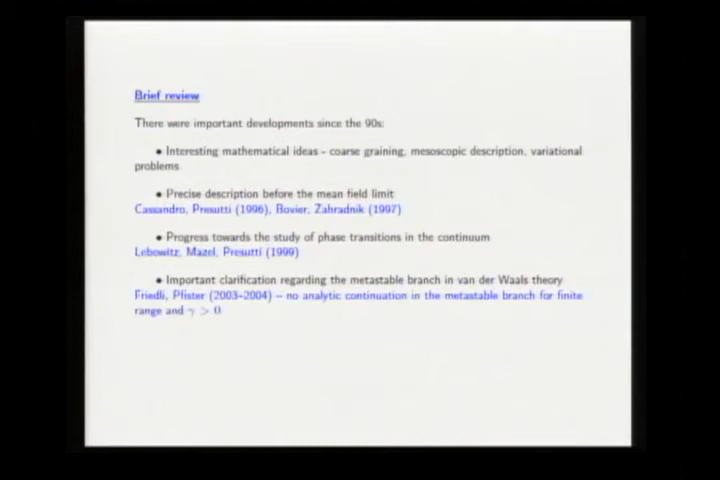 Brief review
There were important developments since the 90s:
• Interesting mathematical ideas – coarse graining, mesoscopic description, variational
problems
• Precise description before the mean field limit
Cassandro, Presutti (1996), Bovier, Zahradnik (1997)
• Progress towards the study of phase transitions in the continuum
Lebowitz, Mazel, Presutti (1999)
• Important clarification regarding the metastable branch in van der Waals theory
Friedli, Pfister (2003–2004) – no analytic continuation in the metastable branch for finite
range and γ > 0